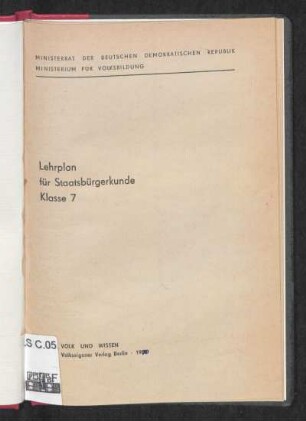 MINISTERRAT DER DEUTSCHEN DEMOKRATISCHEN REPUBLIK
MINISTERIUM FÜR VOLKSBILDUNG
Lehrplan
für Staatsbürgerkunde
Klasse 7
S C.05
VOLK UND WISSEN
Volkseigener Verlag Berlin ·